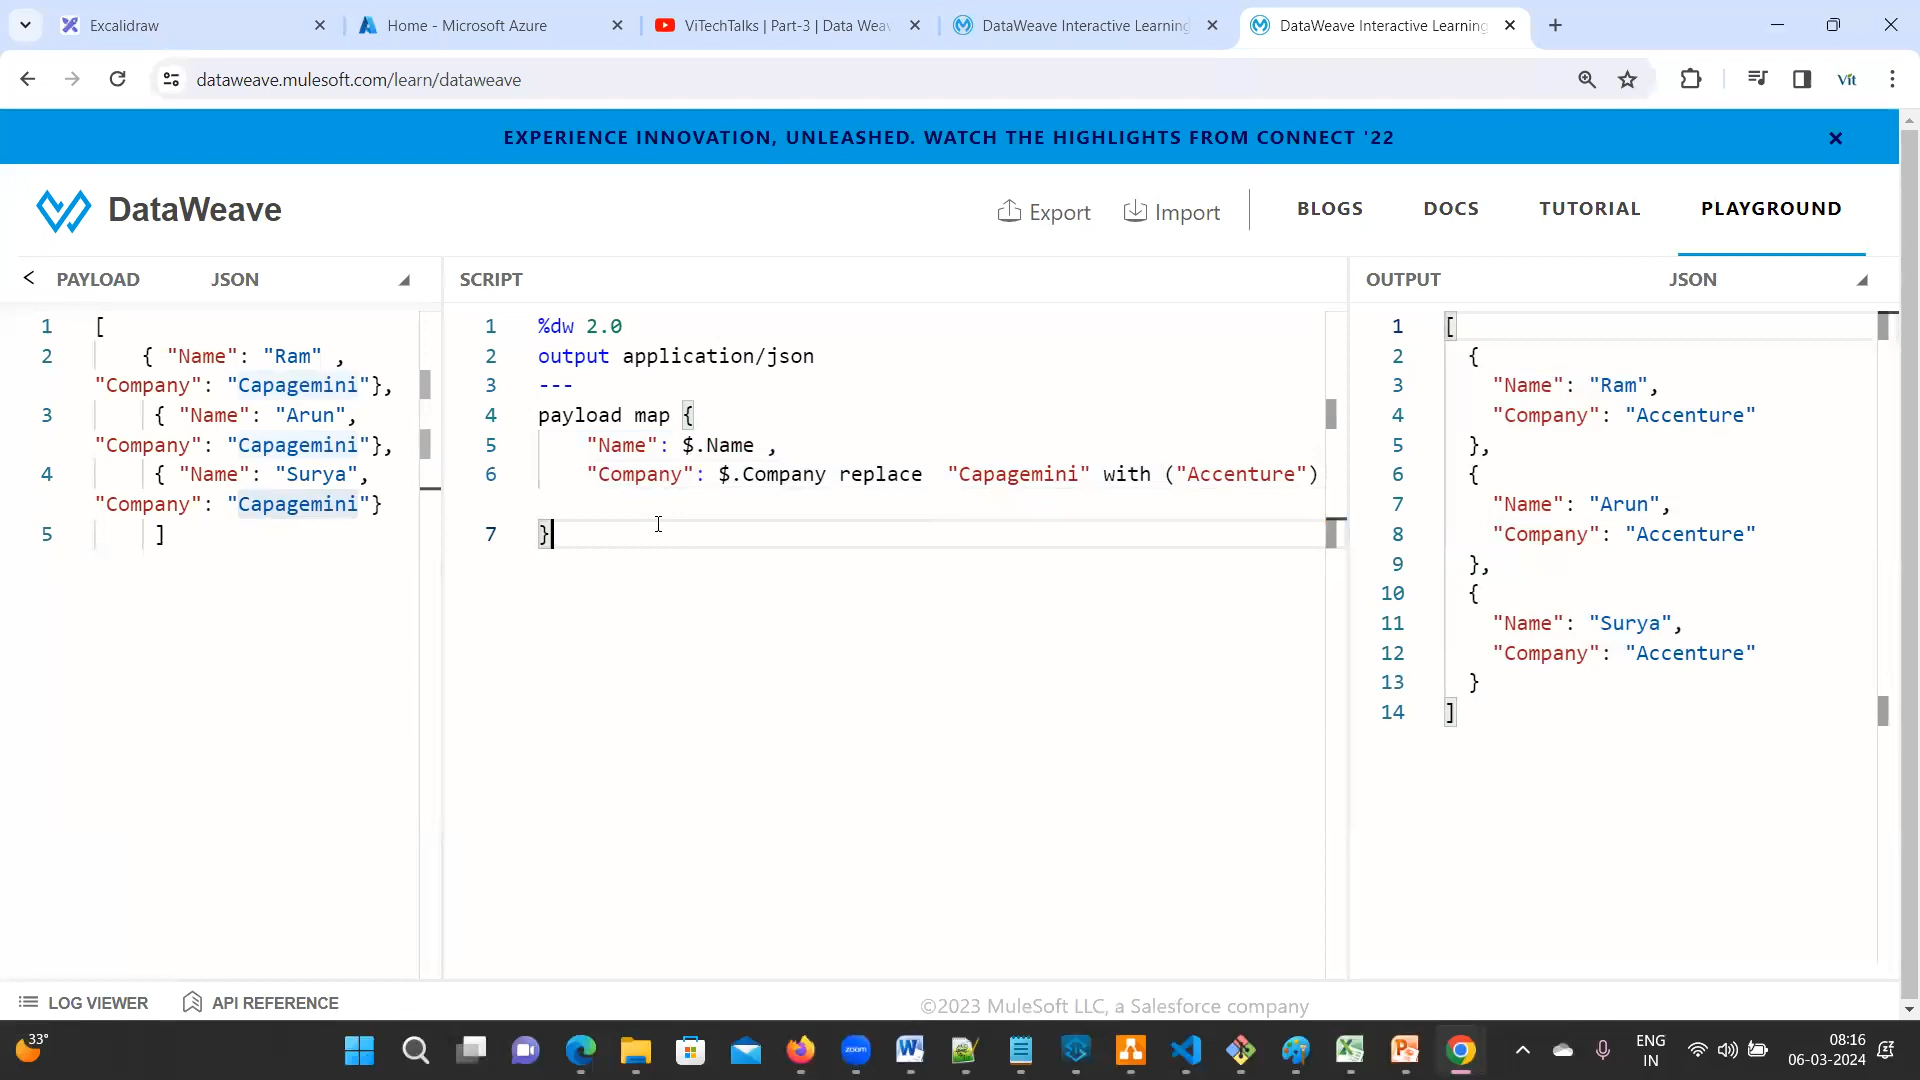 Excalidraw
Home - Microsoft Azure
ViTechTalks | Part-3 | Data Weav
DataWeave Interactive Learning
DataWeave Interactive Learning
dataweave.mulesoft.com/learn/dataweave
Vit
EXPERIENCE INNOVATION, UNLEASHED. WATCH THE HIGHLIGHTS FROM CONNECT '22
DataWeave
Export
Import
BLOGS
DOCS
TUTORIAL
PLAYGROUND
PAYLOAD
JSON
1 [
2 { "Name": "Ram" ,
"Company": "Capagemini"},
3 { "Name": "Arun",
"Company": "Capagemini"},
4 { "Name": "Surya",
"Company": "Capagemini"}
5 ]
SCRIPT
1 %dw 2.0
2 output application/json
3 ---
4 payload map {
5 "Name": $.Name ,
6 "Company": $.Company replace  "Capagemini" with ("Accenture")
7 }
OUTPUT
JSON
1 [
2 {
3 "Name": "Ram",
4 "Company": "Accenture"
5 },
6 {
7 "Name": "Arun",
8 "Company": "Accenture"
9 },
10 {
11 "Name": "Surya",
12 "Company": "Accenture"
13 }
14 ]
LOG VIEWER
API REFERENCE
©2023 MuleSoft LLC, a Salesforce company
33°
zoom
ENG
IN
08:16
06-03-2024